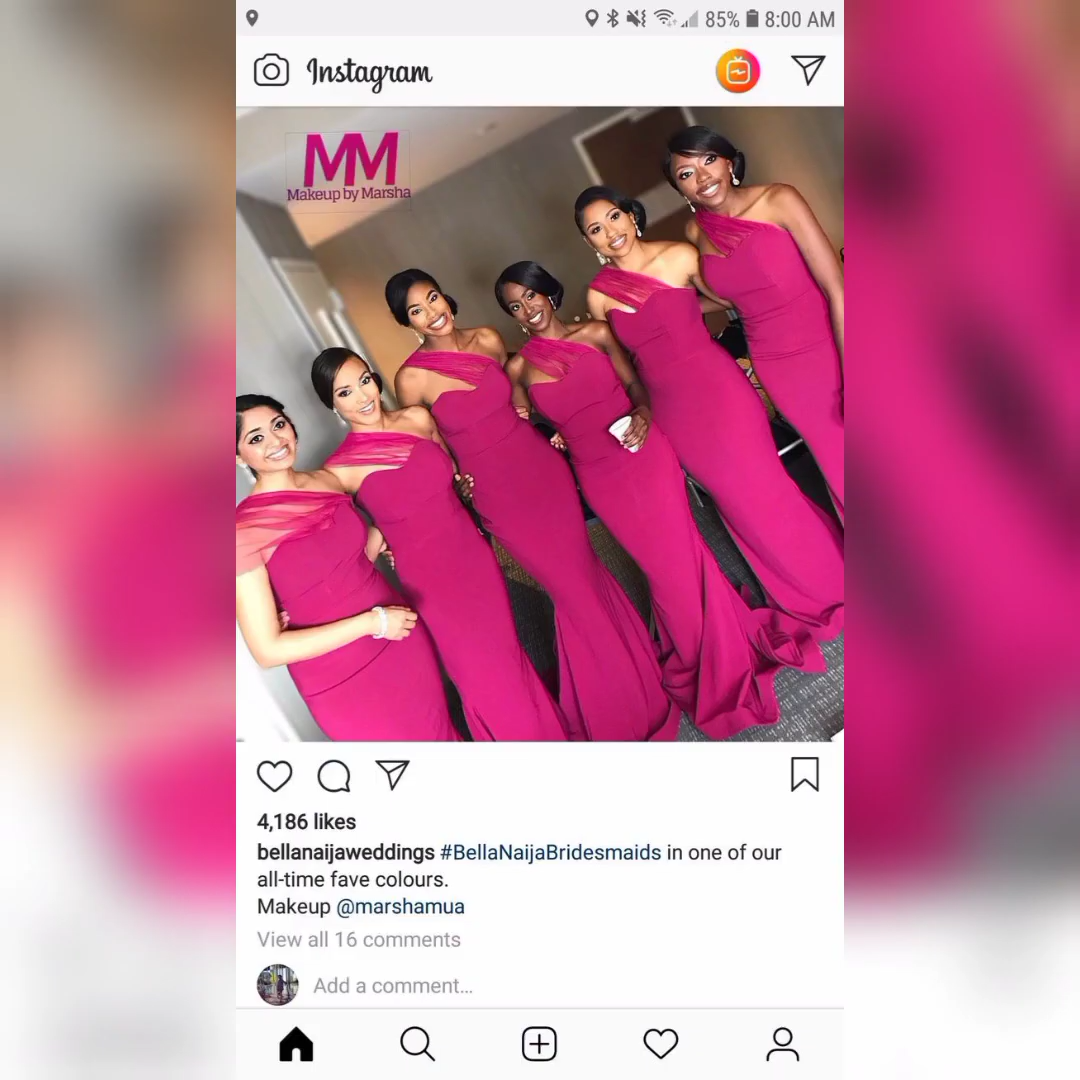 85% 8:00 AM
Instagram
MM
Makeup by Marsha
4,186 likes
bellanaijaweddings #BellaNaijaBridesmaids in one of our
all-time fave colours.
Makeup @marshamua
View all 16 comments
Add a comment...